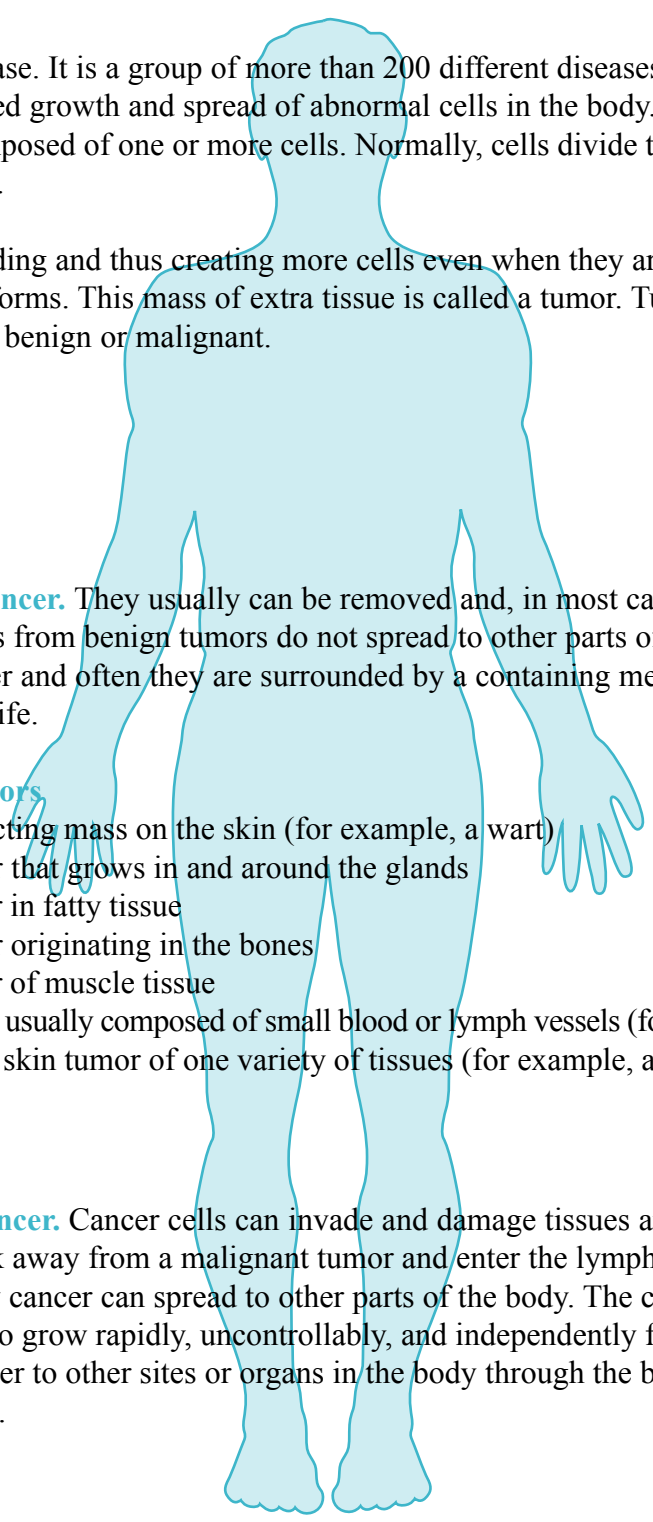 ase. It is a group of more than 200 different diseases
ed growth and spread of abnormal cells in the body.
posed of one or more cells. Normally, cells divide t
.
ding and thus creating more cells even when they ar
forms. This mass of extra tissue is called a tumor. Tu
benign or malignant.
ncer. They usually can be removed and, in most ca
s from benign tumors do not spread to other parts of
er and often they are surrounded by a containing me
ife.
ors
cting mass on the skin (for example, a wart)
r that grows in and around the glands
r in fatty tissue
r originating in the bones
r of muscle tissue
usually composed of small blood or lymph vessels (fo
skin tumor of one variety of tissues (for example, a
ncer. Cancer cells can invade and damage tissues a
k away from a malignant tumor and enter the lymph
y cancer can spread to other parts of the body. The c
o grow rapidly, uncontrollably, and independently f
er to other sites or organs in the body through the b
.